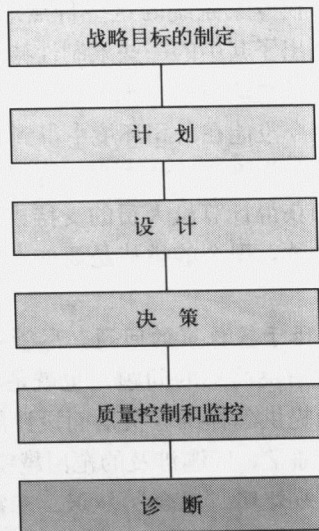 战略目标的制定
计 划
设 计
决 策
质量控制和监控
诊 断